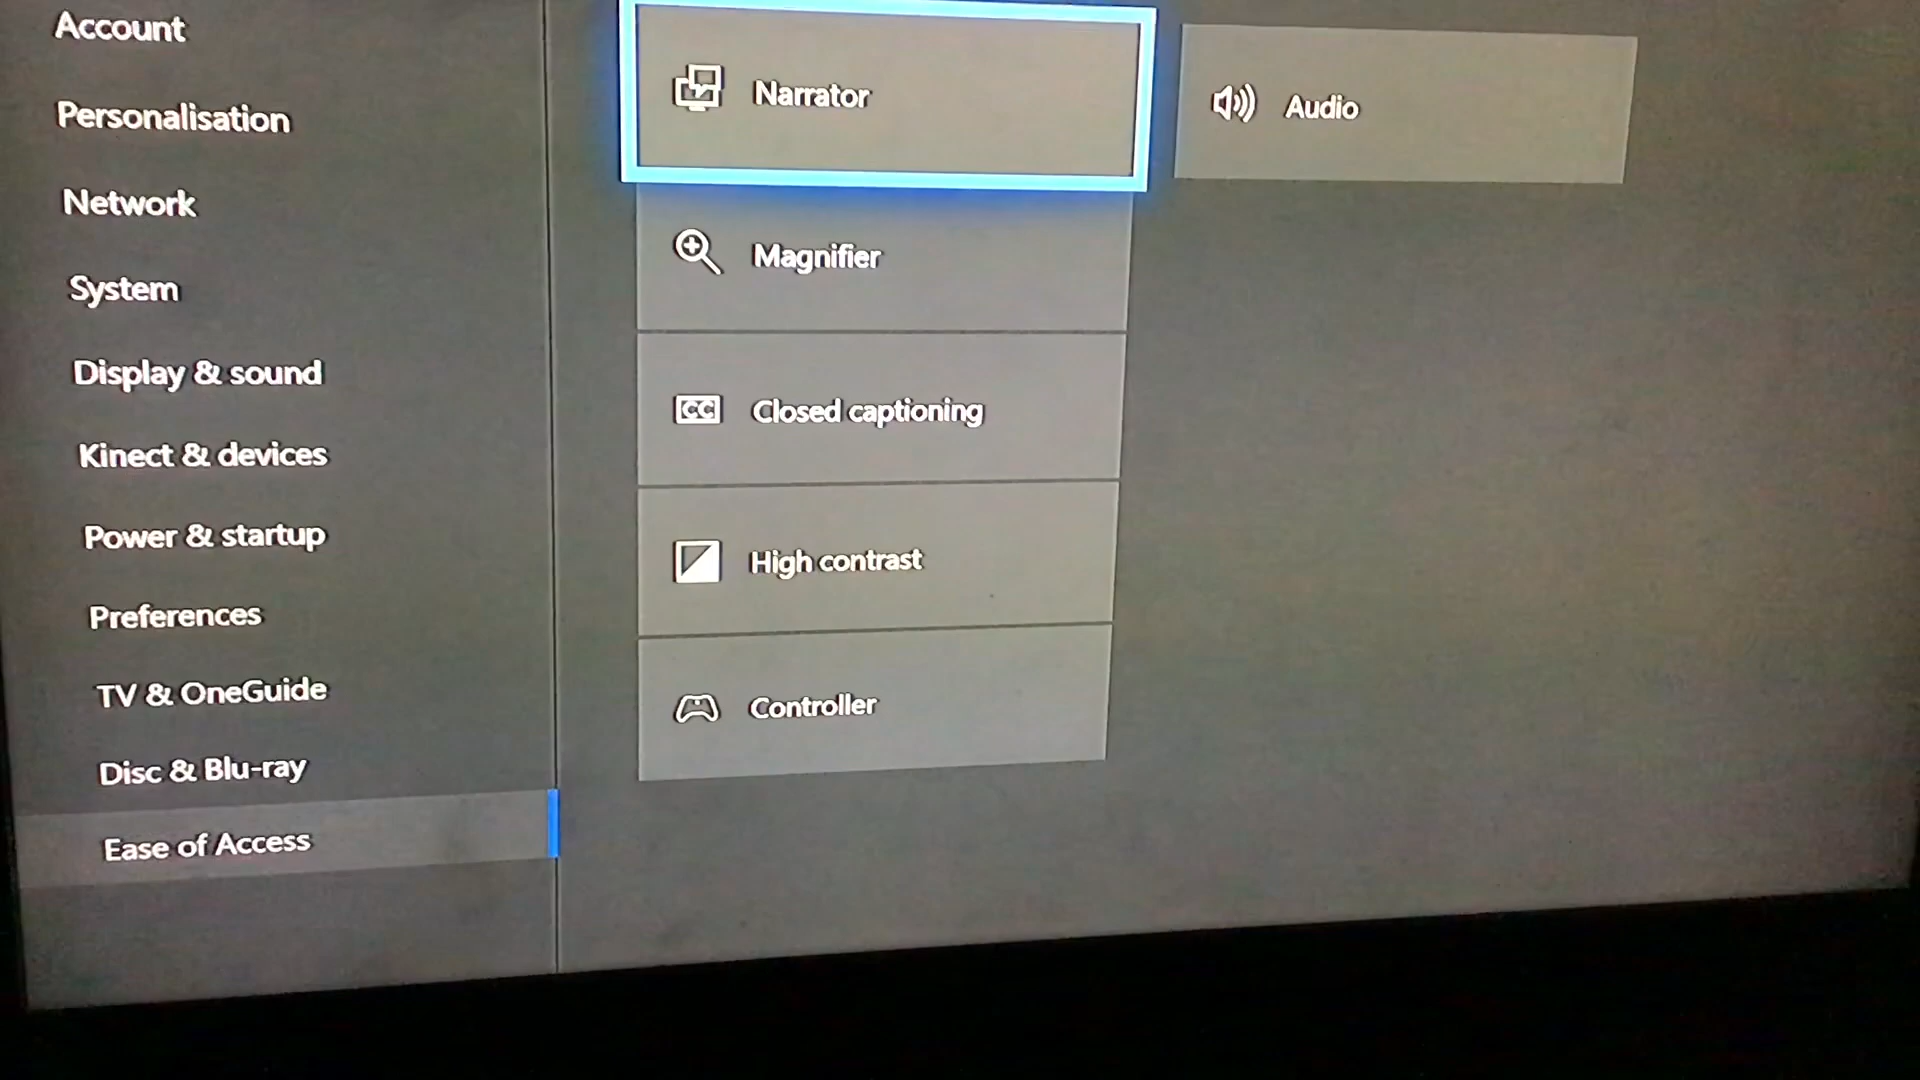 Account
Personalisation
Network
System
Display & sound
Kinect & devices
Power & startup
Preferences
TV & OneGuide
Disc & Blu-ray
Ease of Access
Narrator
Magnifier
CC Closed captioning
High contrast
Controller
Audio